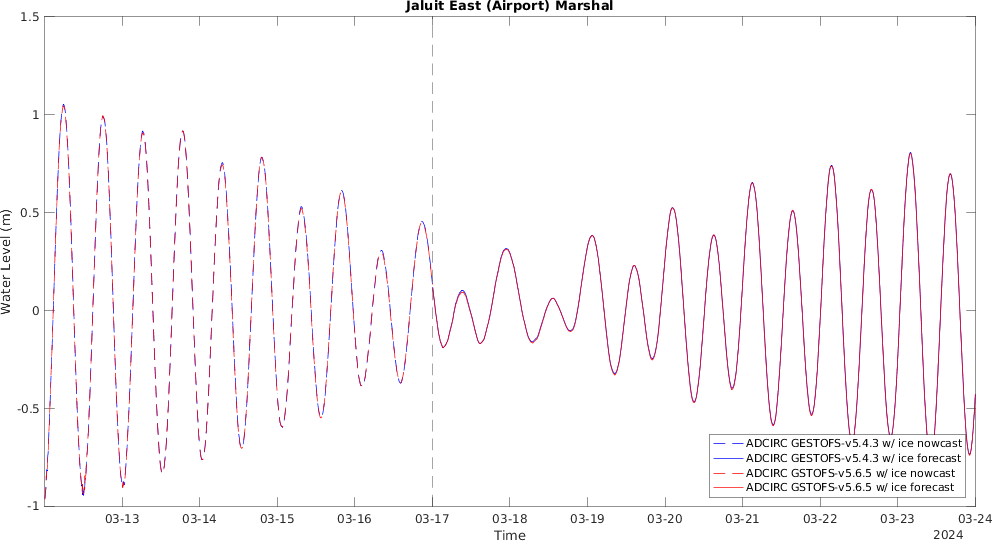 Jaluit East (Airport) Marshal
Water Level (m)
1.5
1
0.5
0
-0.5
-1
ADCIRC GESTOFS-v5.4.3 w/ ice nowcast
ADCIRC GESTOFS-v5.4.3 w/ ice forecast
ADCIRC GSTOFS-v5.6.5 w/ ice nowcast
ADCIRC GSTOFS-v5.6.5 w/ ice forecast
03-13 03-14 03-15 03-16 03-17 03-18 03-19 03-20 03-21 03-22 03-23 03-24
Time
2024